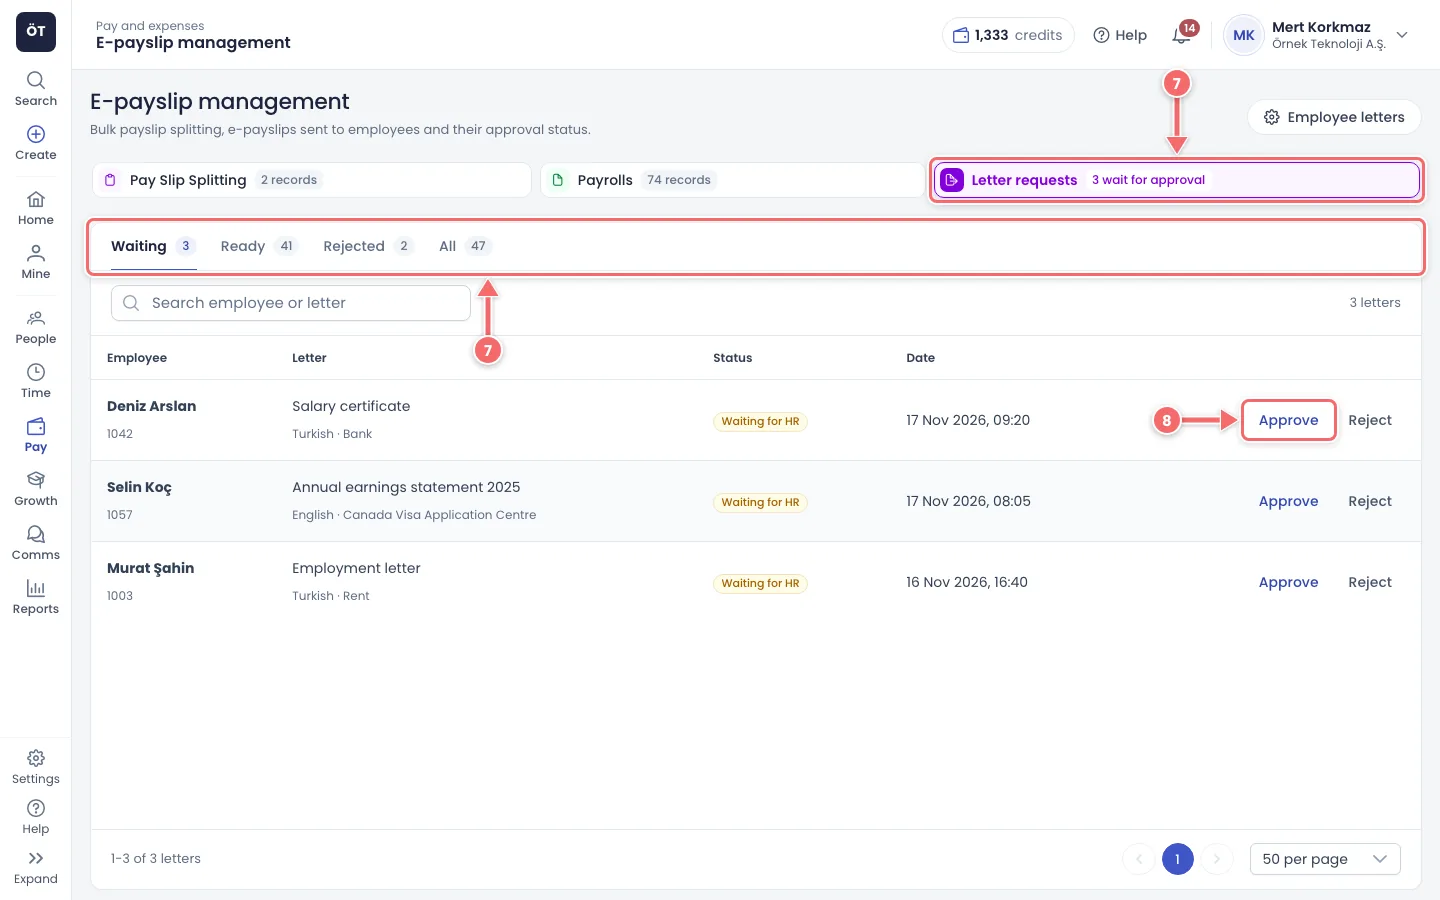 ÖT
Search
Create
Home
Mine
People
Time
Pay
Growth
Comms
Reports
Settings
Help
Expand
Pay and expenses
E-payslip management
1,333 credits
Help
14
MK
Mert Korkmaz
Örnek Teknoloji A.Ş.
E-payslip management
Bulk payslip splitting, e-payslips sent to employees and their approval status.
7
Employee letters
Pay Slip Splitting 2 records
Payrolls 74 records
Letter requests 3 wait for approval
Waiting 3
Ready 41
Rejected 2
All 47
Search employee or letter
3 letters
7
Employee Letter Status Date
Deniz Arslan Salary certificate
1042 Turkish · Bank
Waiting for HR
17 Nov 2026, 09:20
8
Approve Reject
Selin Koç Annual earnings statement 2025
1057 English · Canada Visa Application Centre
Waiting for HR
17 Nov 2026, 08:05
Approve Reject
Murat Şahin Employment letter
1003 Turkish · Rent
Waiting for HR
16 Nov 2026, 16:40
Approve Reject
1-3 of 3 letters
1
50 per page